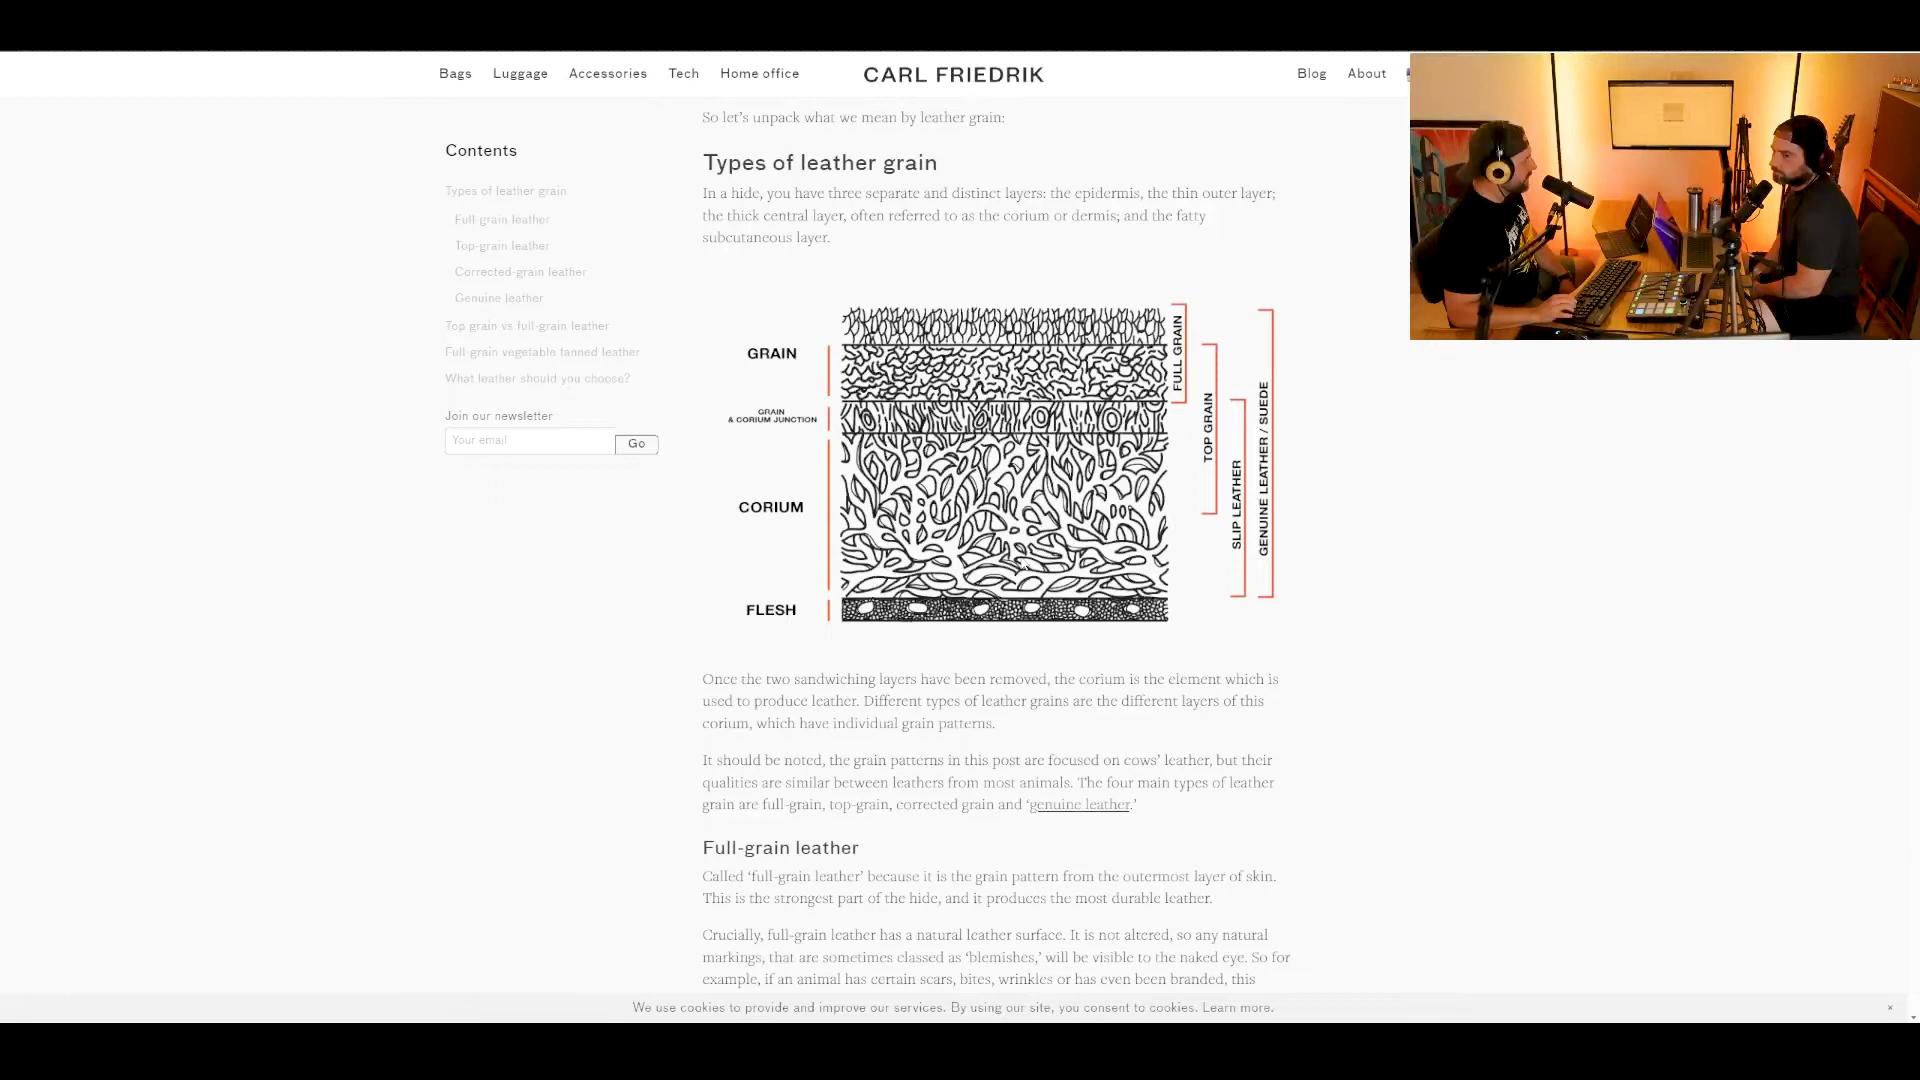 Bags Luggage Accessories Tech Home office CARL FRIEDRIK Blog About
Contents
Types of leather grain
Full-grain leather
Top-grain leather
Corrected-grain leather
Genuine leather
Top grain vs full-grain leather
Full-grain vegetable tanned leather
What leather should you choose?
Join our newsletter
Your email Go
So let's unpack what we mean by leather grain:
Types of leather grain
In a hide, you have three separate and distinct layers: the epidermis, the thin outer layer;
the thick central layer, often referred to as the corium or dermis; and the fatty
subcutaneous layer.
GRAIN
GRAIN
& CORIUM JUNCTION
CORIUM
FLESH
FULL GRAIN
TOP GRAIN
SLIP LEATHER
GENUINE LEATHER / SUEDE
Once the two sandwiching layers have been removed, the corium is the element which is
used to produce leather. Different types of leather grains are the different layers of this
corium, which have individual grain patterns.
It should be noted, the grain patterns in this post are focused on cows' leather, but their
qualities are similar between leathers from most animals. The four main types of leather
grain are full-grain, top-grain, corrected grain and 'genuine leather.'
Full-grain leather
Called 'full-grain leather' because it is the grain pattern from the outermost layer of skin.
This is the strongest part of the hide, and it produces the most durable leather.
Crucially, full-grain leather has a natural leather surface. It is not altered, so any natural
markings, that are sometimes classed as 'blemishes,' will be visible to the naked eye. So for
example, if an animal has certain scars, bites, wrinkles or has even been branded, this
We use cookies to provide and improve our services. By using our site, you consent to cookies. Learn more. ×